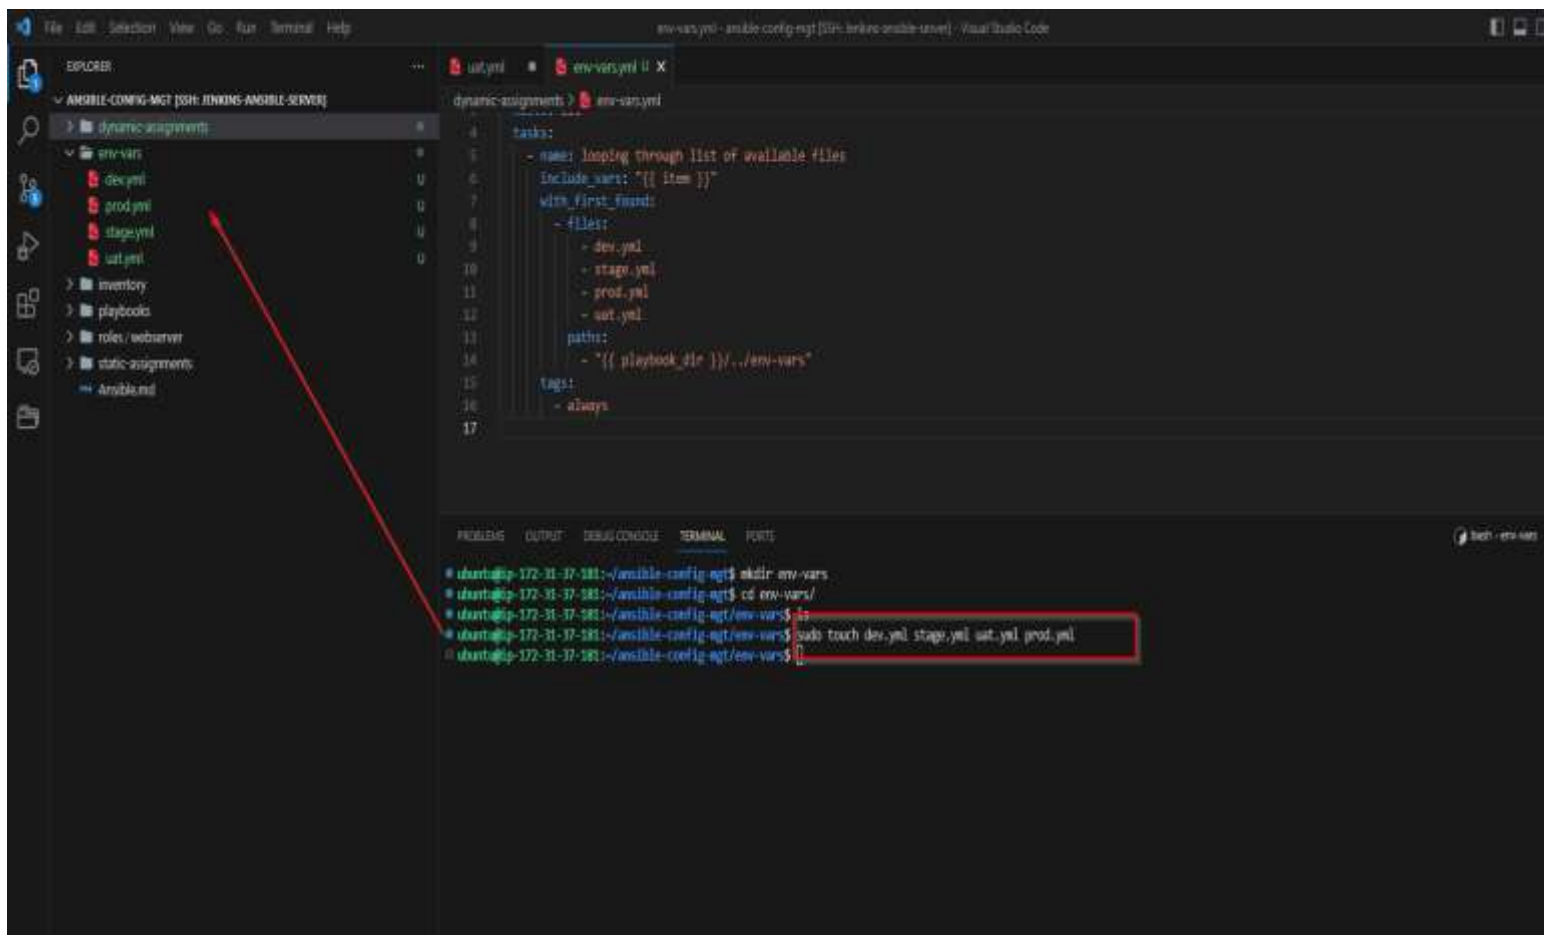 File Edit Selection View Go Run Terminal Help
env-vars.yml - ansible-config-mgt [SSH: Jenkins-ansible-server] - Visual Studio Code
EXPLORER
ANSIBLE-CONFIG-MGT [SSH: JENKINS-ANSIBLE-SERVER]
dynamic-assignments
env-vars
dev.yml U
prod.yml U
stage.yml U
uat.yml U
inventory
playbooks
roles / webserver
static-assignments
Ansible.md
uat.yml
env-vars.yml U X
dynamic-assignments > env-vars.yml
4 tasks:
5 - name: looping through list of available files
6 include_vars: "{{ item }}"
7 with_first_found:
8 - files:
9 - dev.yml
10 - stage.yml
11 - prod.yml
12 - uat.yml
13 paths:
14 - "{{ playbook_dir }}/../env-vars"
15 tags:
16 - always
17
PROBLEMS OUTPUT DEBUG CONSOLE TERMINAL PORTS
bash - env-vars
ubuntu@ip-172-31-37-181:~/ansible-config-mgt$ mkdir env-vars
ubuntu@ip-172-31-37-181:~/ansible-config-mgt$ cd env-vars/
ubuntu@ip-172-31-37-181:~/ansible-config-mgt/env-vars$ ls
ubuntu@ip-172-31-37-181:~/ansible-config-mgt/env-vars$ sudo touch dev.yml stage.yml uat.yml prod.yml
ubuntu@ip-172-31-37-181:~/ansible-config-mgt/env-vars$